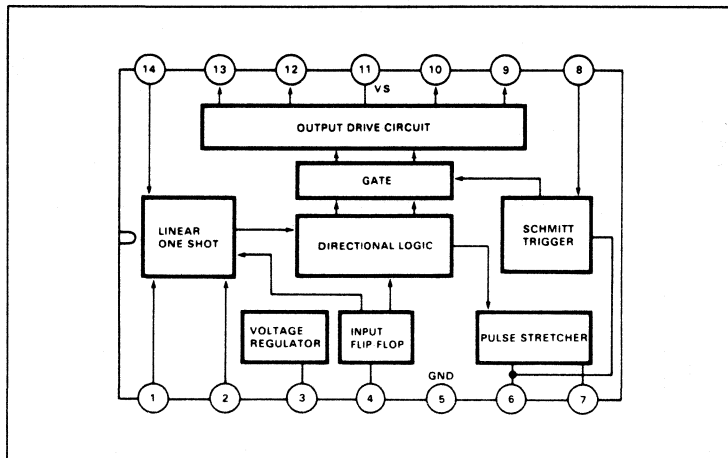 14 13 12 11 10 9 8
VS
OUTPUT DRIVE CIRCUIT
GATE
LINEAR
ONE SHOT
DIRECTIONAL LOGIC
SCHMITT
TRIGGER
VOLTAGE
REGULATOR
INPUT
FLIP-FLOP
PULSE STRETCHER
GND
1 2 3 4 5 6 7